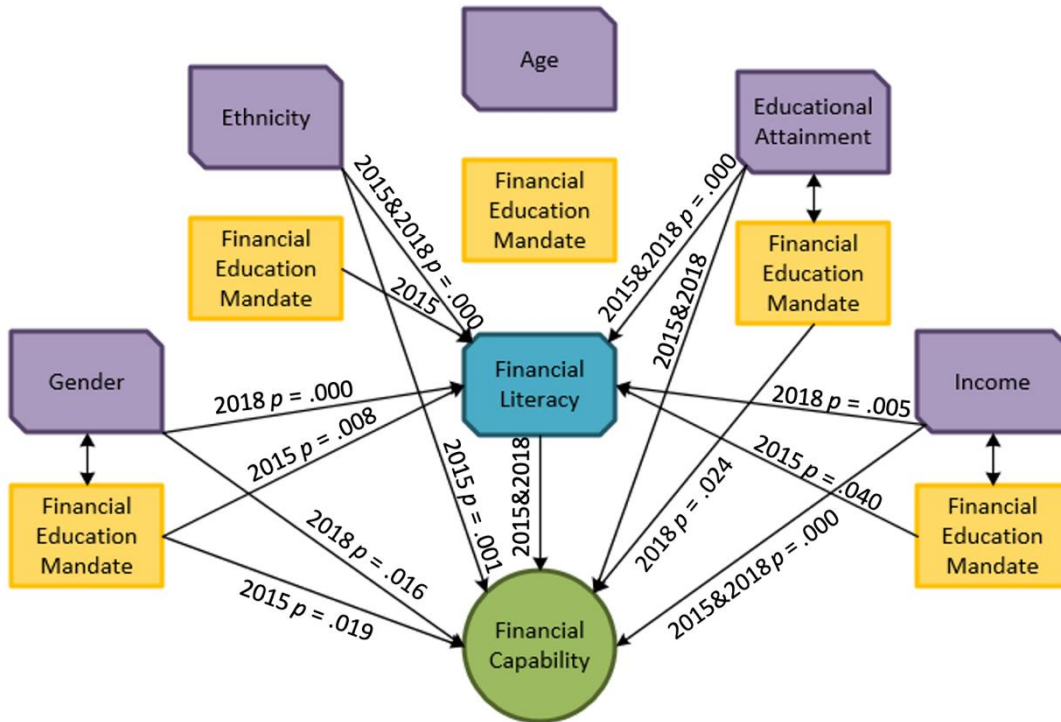 Age
Ethnicity
Educational
Attainment
Financial
Education
Mandate
Financial
Education
Mandate
Financial
Education
Mandate
2015&2018 p = .000
2015
2015&2018 p = .000
2015&2018
Gender
Financial
Literacy
Income
2018 p = .000
2018 p = .005
2015 p = .008
2015 p = .040
Financial
Education
Mandate
Financial
Education
Mandate
2015&2018
2015 p = .001
2018 p = .024
2018 p = .016
2015 p = .019
2015&2018 p = .000
Financial
Capability